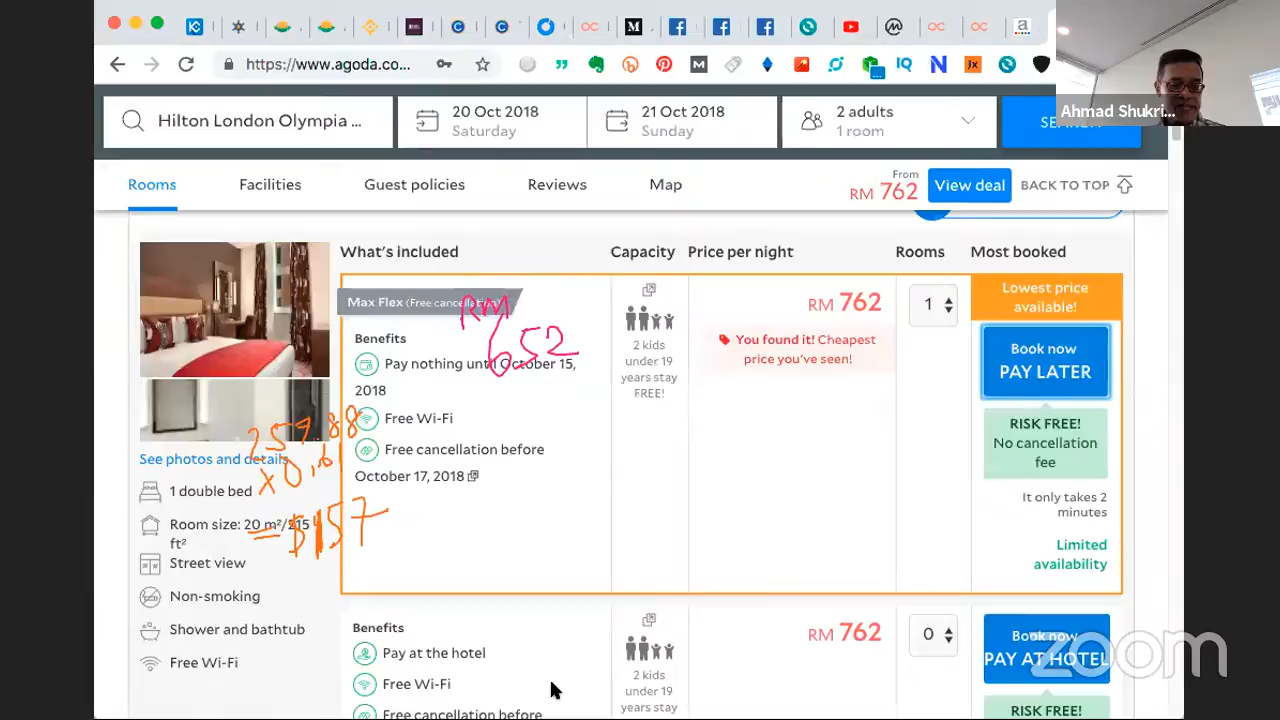 https://www.agoda.co...
Ahmad Shukri...
Hilton London Olympia ...
20 Oct 2018
Saturday
21 Oct 2018
Sunday
2 adults
1 room
Rooms
Facilities
Guest policies
Reviews
Map
From
RM 762
View deal
BACK TO TOP
What's included
Capacity
Price per night
Rooms
Most booked
Max Flex (Free cancellation)
RM
652
Benefits
Pay nothing until October 15,
2018
Free Wi-Fi
Free cancellation before
October 17, 2018
2 kids
under 19
years stay
FREE!
RM 762
You found it! Cheapest
price you've seen!
1
Lowest price
available!
Book now
PAY LATER
RISK FREE!
No cancellation
fee
It only takes 2
minutes
Limited
availability
See photos and details
1 double bed
Room size: 20 m²/215
ft²
Street view
Non-smoking
Shower and bathtub
Free Wi-Fi
x0.61
=$157
Benefits
Pay at the hotel
Free Wi-Fi
Free cancellation before
2 kids
under 19
years stay
RM 762
0
Book now
PAY AT HOTEL
RISK FREE!
zoom